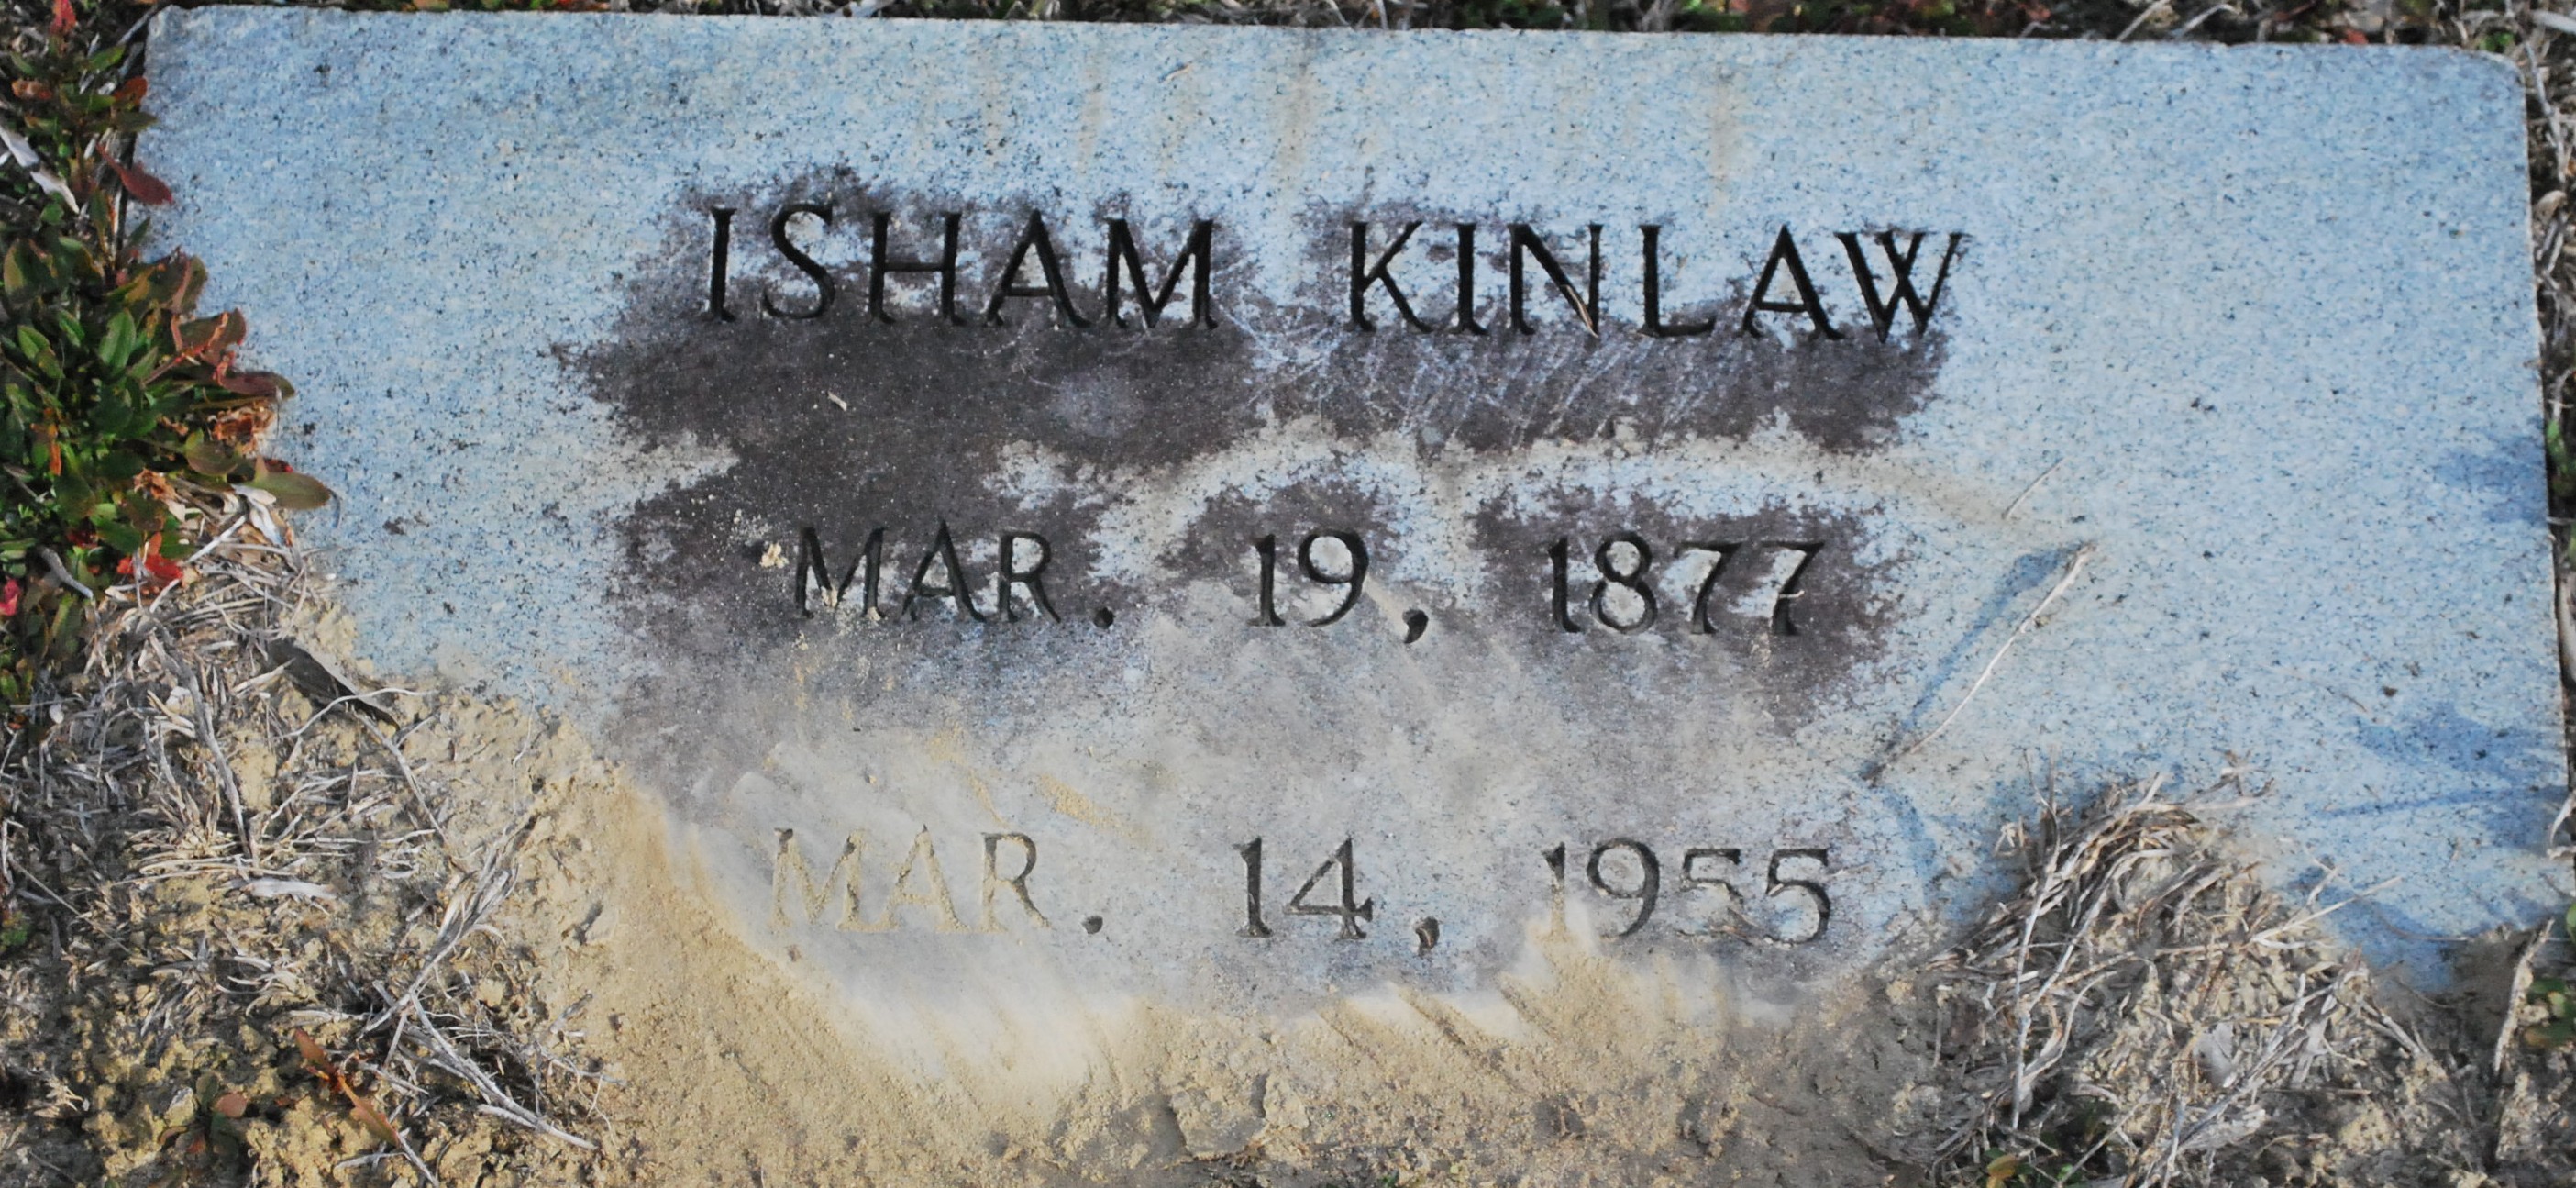 ISHAM KINLAW
MAR. 19, 1877
MAR. 14, 1955